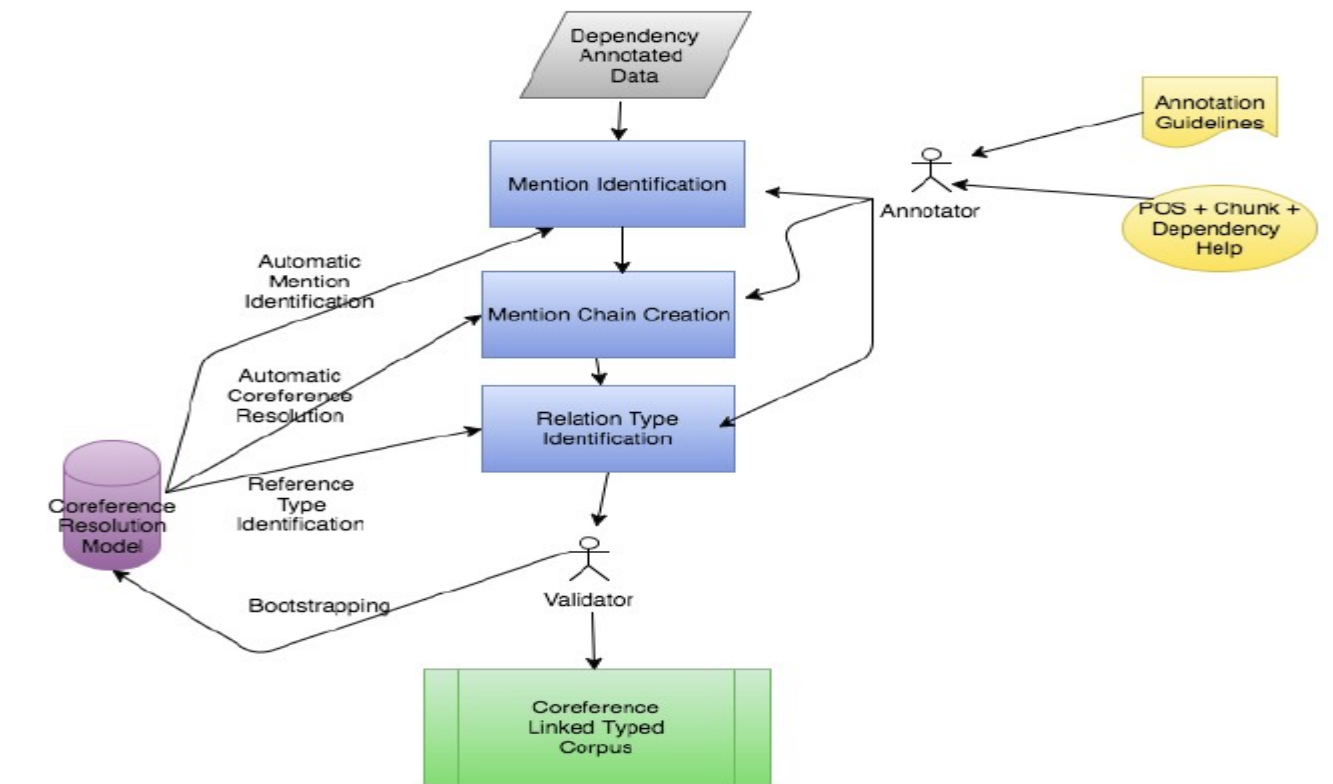 Dependency
Annotated
Data
Annotation
Guidelines
Mention Identification
Annotator
POS + Chunk +
Dependency
Help
Automatic
Mention
Identification
Mention Chain Creation
Automatic
Coreference
Resolution
Relation Type
Identification
Reference
Type
Identification
Coreference
Resolution
Model
Bootstrapping
Validator
Coreference
Linked Typed
Corpus